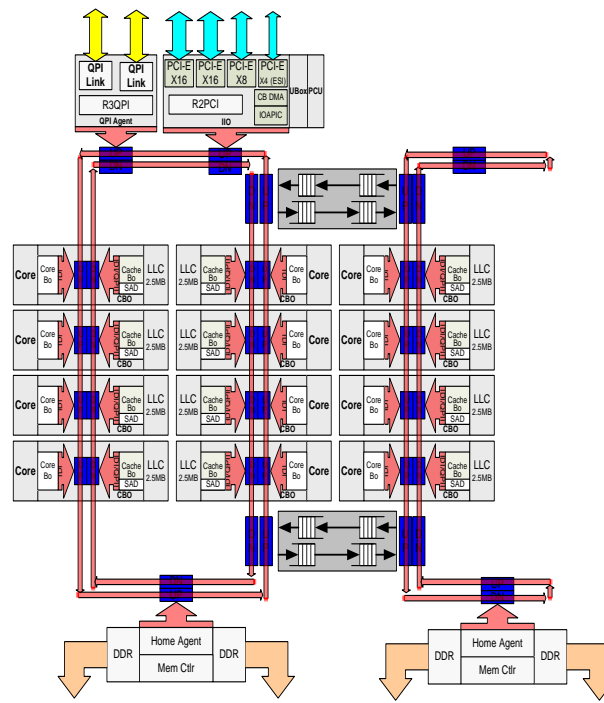 QPI Link
QPI Link
R3QPI
QPI Agent
PCI-E X16
PCI-E X16
PCI-E X8
PCI-E X4 (ESI)
R2PCI
CB DMA
IOAPIC
IIO
UBox
PCU
Core
Core Bo
Cache Bo
SAD
CBO
LLC 2.5MB
LLC 2.5MB
Cache Bo
SAD
CBO
Core Bo
Core
Core
Core Bo
Cache Bo
SAD
CBO
LLC 2.5MB
Core
Core Bo
Cache Bo
SAD
CBO
LLC 2.5MB
LLC 2.5MB
Cache Bo
SAD
CBO
Core Bo
Core
Core
Core Bo
Cache Bo
SAD
CBO
LLC 2.5MB
Core
Core Bo
Cache Bo
SAD
CBO
LLC 2.5MB
LLC 2.5MB
Cache Bo
SAD
CBO
Core Bo
Core
Core
Core Bo
Cache Bo
SAD
CBO
LLC 2.5MB
Core
Core Bo
Cache Bo
SAD
CBO
LLC 2.5MB
LLC 2.5MB
Cache Bo
SAD
CBO
Core Bo
Core
Core
Core Bo
Cache Bo
SAD
CBO
LLC 2.5MB
DDR
Home Agent
Mem Ctlr
DDR
DDR
Home Agent
Mem Ctlr
DDR